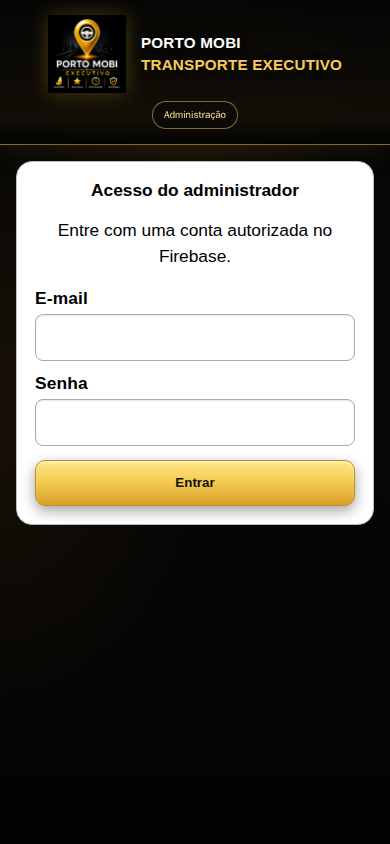 PORTO MOBI
EXECUTIVO
PORTO MOBI
TRANSPORTE EXECUTIVO
Administração
Acesso do administrador
Entre com uma conta autorizada no
Firebase.
E-mail
Senha
Entrar